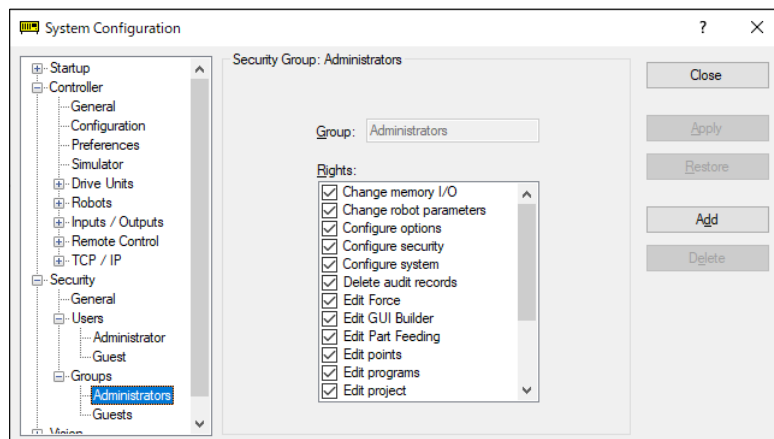 System Configuration
Startup
Controller
General
Configuration
Preferences
Simulator
Drive Units
Robots
Inputs / Outputs
Remote Control
TCP / IP
Security
General
Users
Administrator
Guest
Groups
Administrators
Guests
Vision
Security Group: Administrators
Group: Administrators
Rights:
Change memory I/O
Change robot parameters
Configure options
Configure security
Configure system
Delete audit records
Edit Force
Edit GUI Builder
Edit Part Feeding
Edit points
Edit programs
Edit project
Close
Apply
Restore
Add
Delete